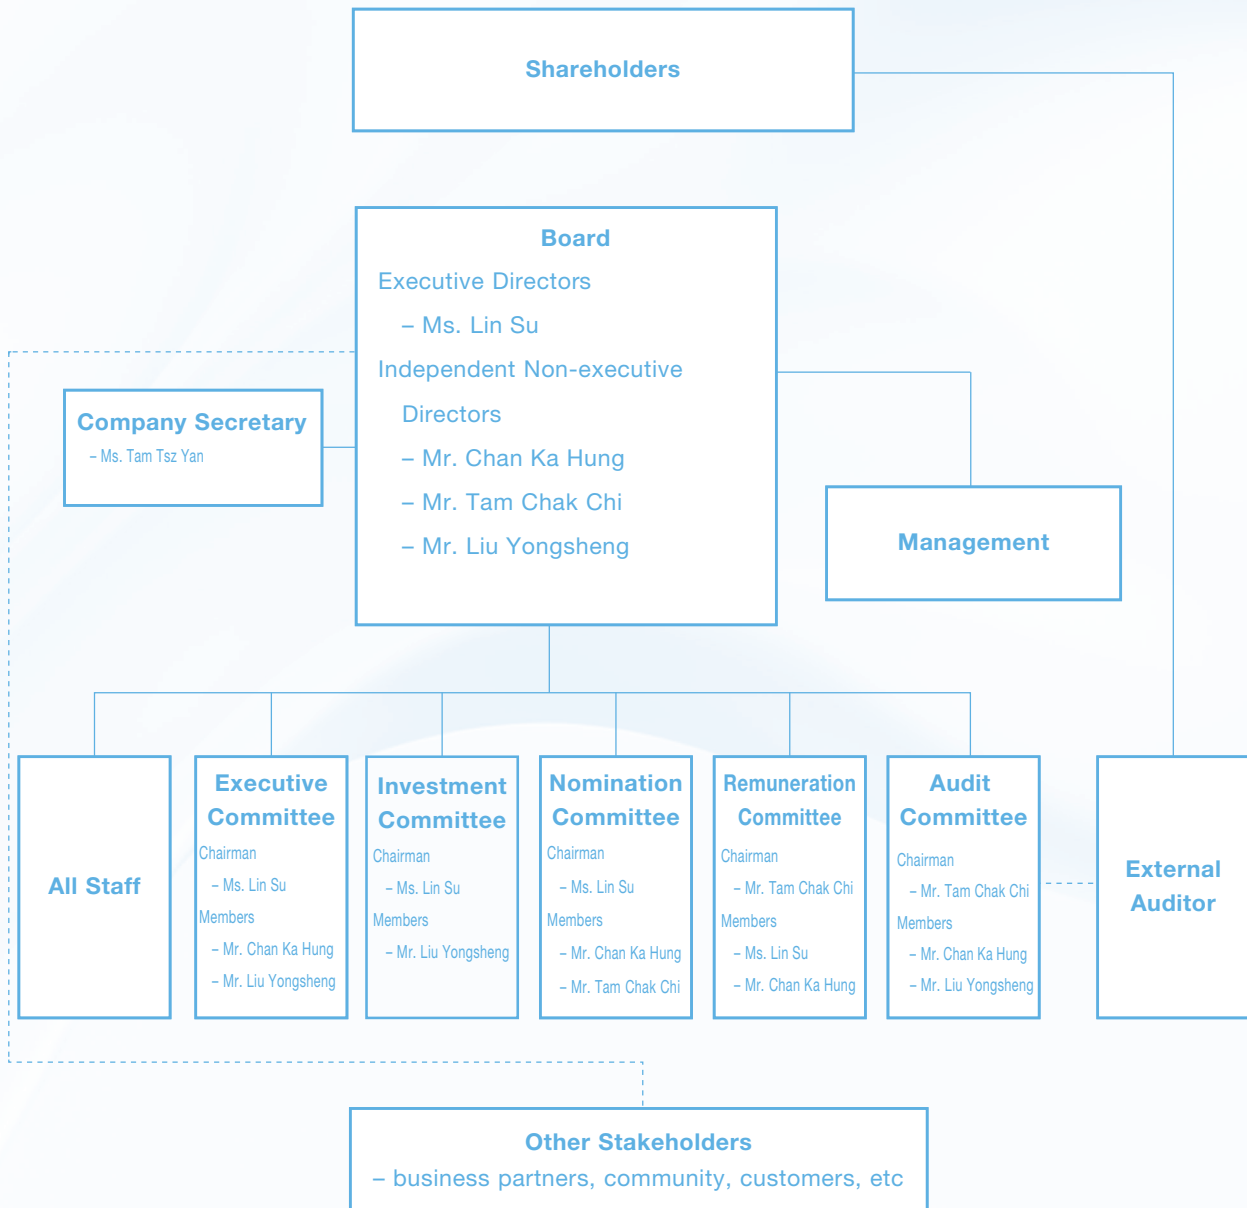 Shareholders
Board
Executive Directors
– Ms. Lin Su
Independent Non-executive
Directors
– Mr. Chan Ka Hung
– Mr. Tam Chak Chi
– Mr. Liu Yongsheng
Company Secretary
– Ms. Tam Tsz Yan
Management
All Staff
Executive
Committee
Chairman
– Ms. Lin Su
Members
– Mr. Chan Ka Hung
– Mr. Liu Yongsheng
Investment
Committee
Chairman
– Ms. Lin Su
Members
– Mr. Liu Yongsheng
Nomination
Committee
Chairman
– Ms. Lin Su
Members
– Mr. Chan Ka Hung
– Mr. Tam Chak Chi
Remuneration
Committee
Chairman
– Mr. Tam Chak Chi
Members
– Ms. Lin Su
– Mr. Chan Ka Hung
Audit
Committee
Chairman
– Mr. Tam Chak Chi
Members
– Mr. Chan Ka Hung
– Mr. Liu Yongsheng
External
Auditor
Other Stakeholders
– business partners, community, customers, etc